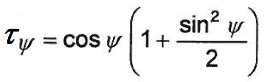 τ_ψ = cos ψ (1 + sin² ψ / 2)